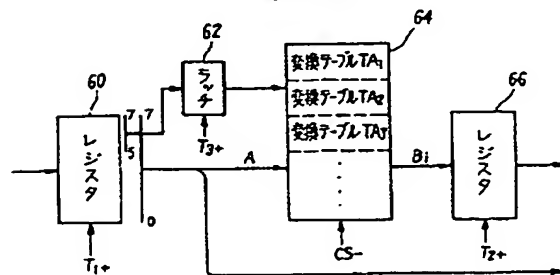 62
64
変換テーブルTA₁
変換テーブルTA₂
変換テーブルTA₃
60
ラッチ
66
レジスタ
7
7
5
0
T₃+
A
Bi
レジスタ
T₁+
CS-
T₂+